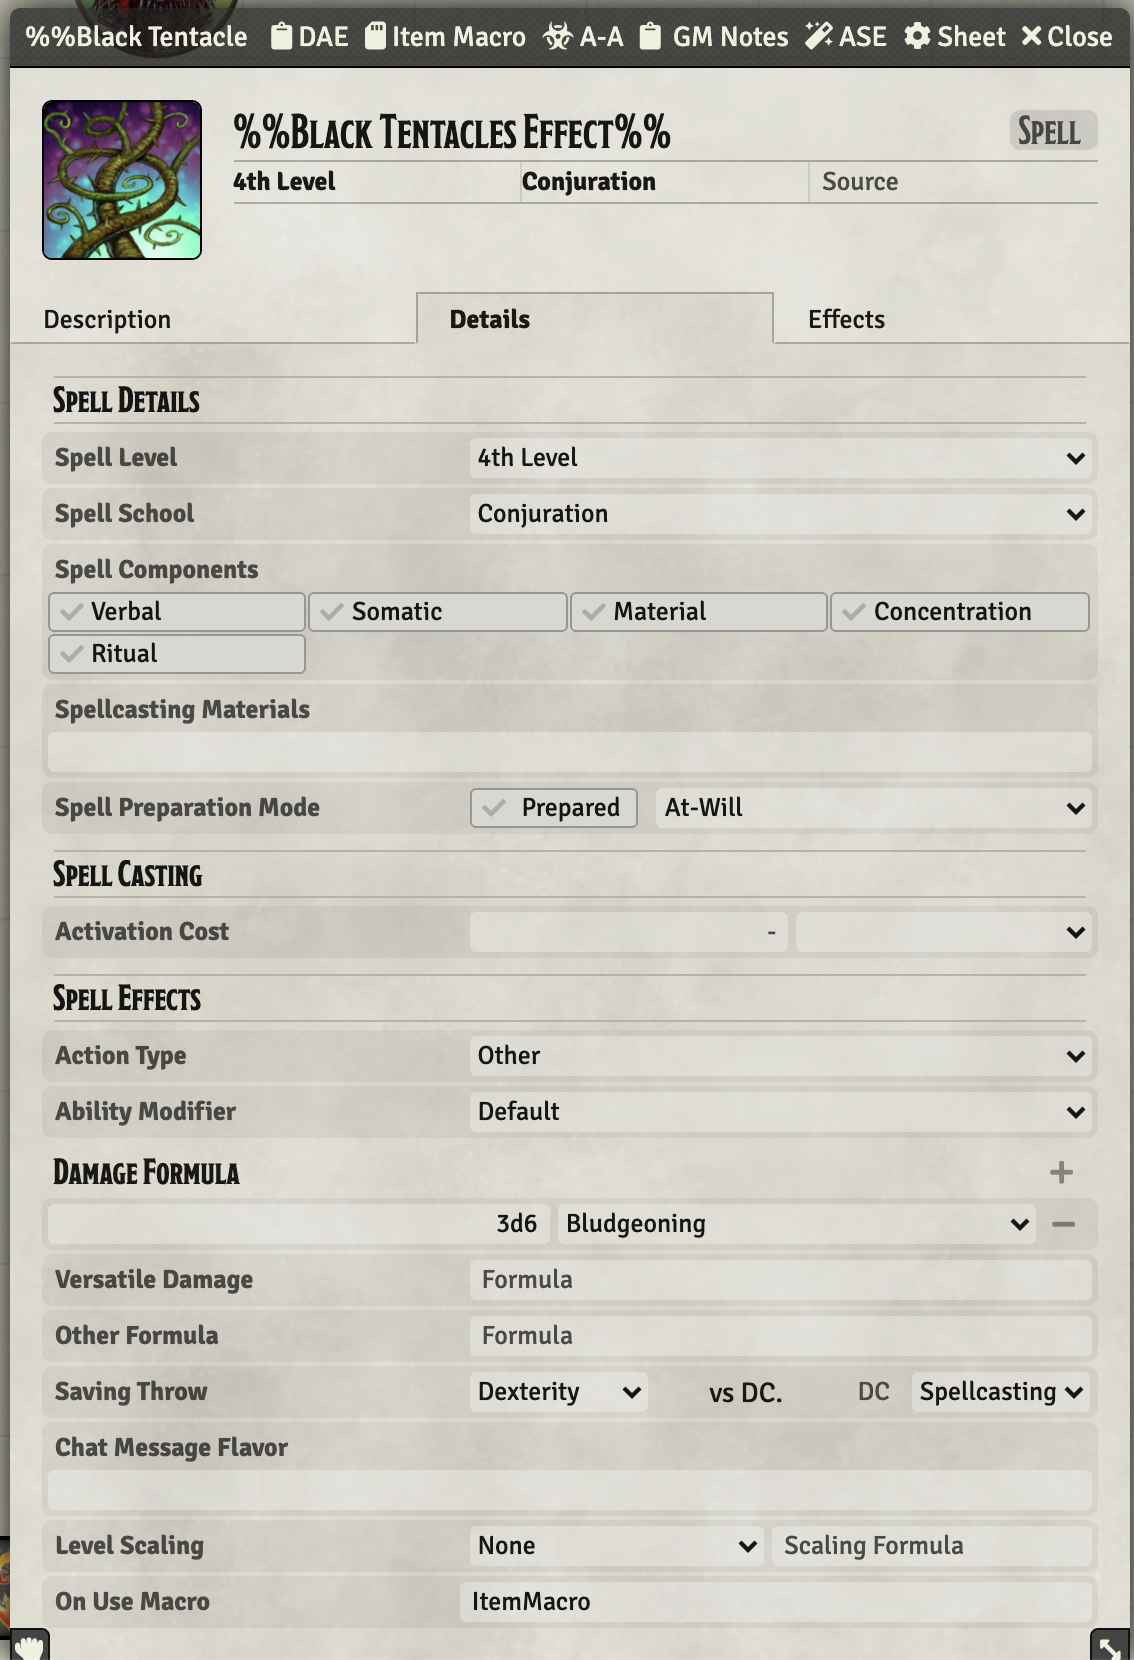 %%Black Tentacle DAE Item Macro A-A GM Notes ASE Sheet Close
%%Black Tentacles Effect%% Spell
4th Level Conjuration Source
Description Details Effects
Spell Details
Spell Level 4th Level
Spell School Conjuration
Spell Components
Verbal Somatic Material Concentration
Ritual
Spellcasting Materials
Spell Preparation Mode Prepared At-Will
Spell Casting
Activation Cost -
Spell Effects
Action Type Other
Ability Modifier Default
Damage Formula
3d6 Bludgeoning
Versatile Damage Formula
Other Formula Formula
Saving Throw Dexterity vs DC. DC Spellcasting
Chat Message Flavor
Level Scaling None Scaling Formula
On Use Macro ItemMacro